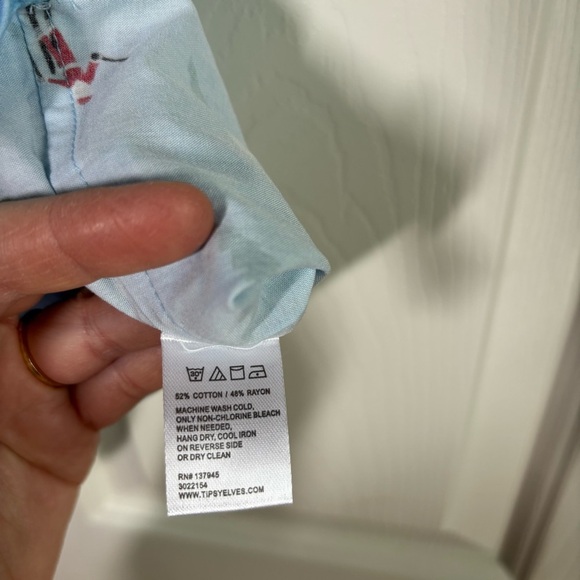 30°
52% COTTON / 48% RAYON
MACHINE WASH COLD,
ONLY NON-CHLORINE BLEACH
WHEN NEEDED,
HANG DRY, COOL IRON
ON REVERSE SIDE
OR DRY CLEAN
RN# 137945
3022154
WWW.TIPSYELVES.COM